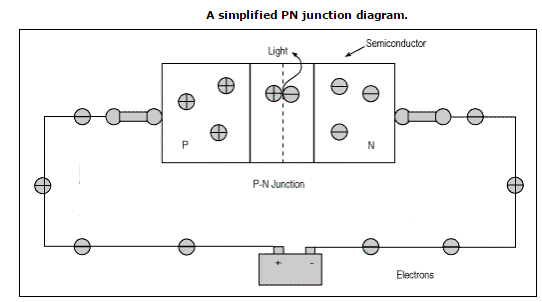 A simplified PN junction diagram.
Semiconductor
Light
P
N
P-N Junction
+ -
Electrons